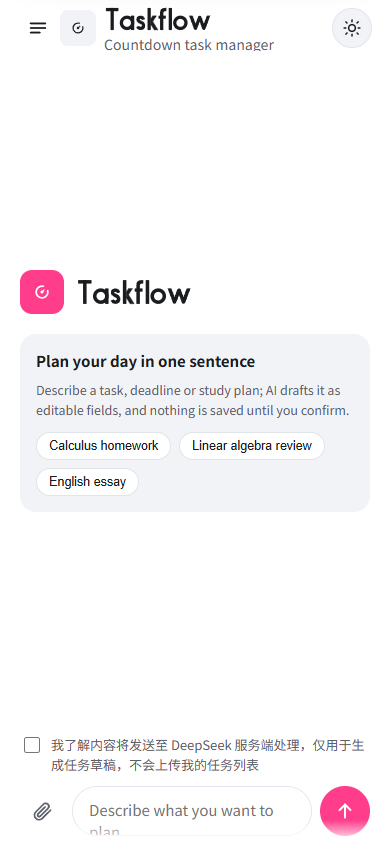 Taskflow
Countdown task manager
Taskflow
Plan your day in one sentence
Describe a task, deadline or study plan; AI drafts it as
editable fields, and nothing is saved until you confirm.
Calculus homework
Linear algebra review
English essay
我了解内容将发送至 DeepSeek 服务端处理，仅用于生
成任务草稿，不会上传我的任务列表
Describe what you want to
plan